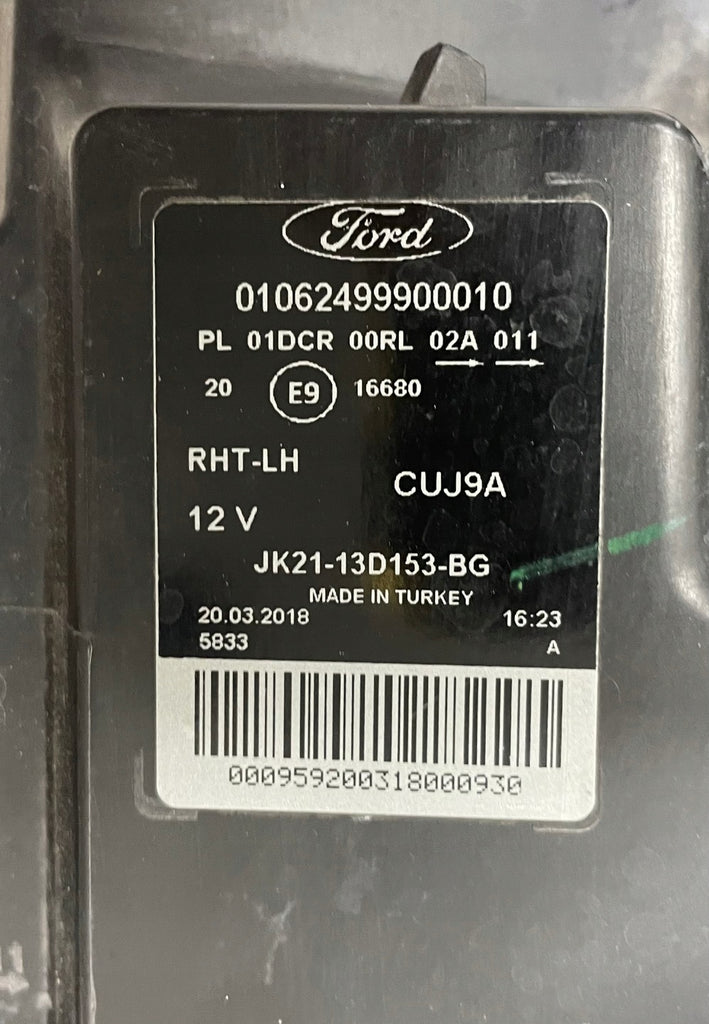 Ford
01062499900010
PL 01DCR 00RL 02A 011
20 E9 16680
RHT-LH
CUJ9A
12 V
JK21-13D153-BG
MADE IN TURKEY
20.03.2018 16:23
5833 A
000959200318000930